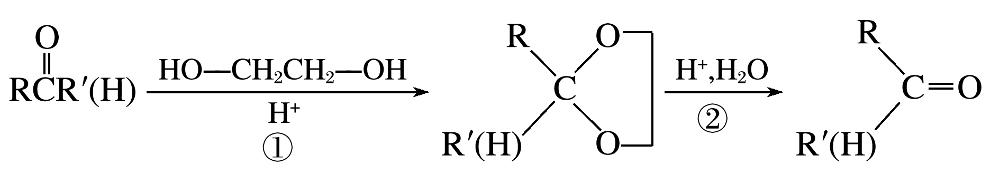 O
‖
RCR′(H)
HO—CH₂CH₂—OH
H⁺
①
R
O
C
R′(H)
O
H⁺,H₂O
②
R
C=O
R′(H)